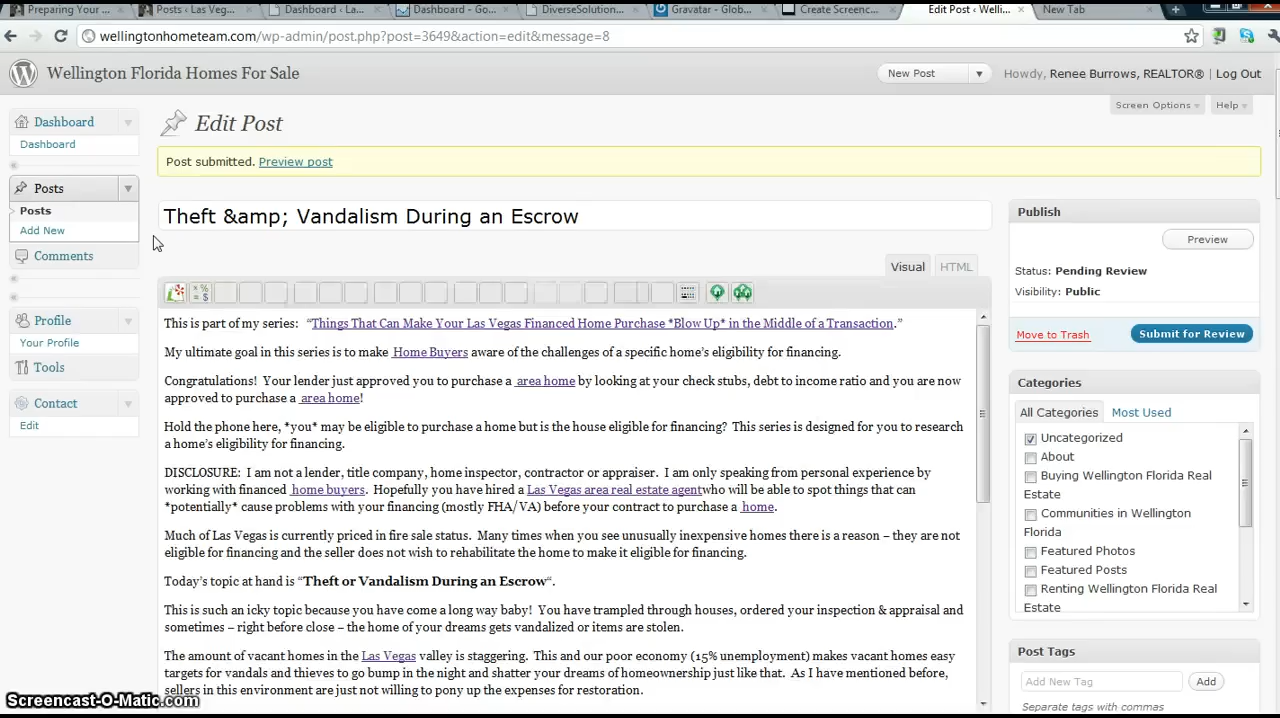 Preparing Your ...
Posts ‹ Las Veg...
Dashboard ‹ La...
Dashboard - Go...
DiverseSolution...
Gravatar - Glob...
Create Screenc...
Edit Post ‹ Welli...
New Tab
wellingtonhometeam.com/wp-admin/post.php?post=3649&action=edit&message=8
Wellington Florida Homes For Sale
New Post
Howdy, Renee Burrows, REALTOR® | Log Out
Screen Options
Help
Dashboard
Dashboard
Posts
Posts
Add New
Comments
Profile
Your Profile
Tools
Contact
Edit
Edit Post
Post submitted. Preview post
Theft &amp; Vandalism During an Escrow
Visual
HTML
This is part of my series:  “Things That Can Make Your Las Vegas Financed Home Purchase *Blow Up* in the Middle of a Transaction.”
My ultimate goal in this series is to make Home Buyers aware of the challenges of a specific home’s eligibility for financing.
Congratulations!  Your lender just approved you to purchase a area home by looking at your check stubs, debt to income ratio and you are now
approved to purchase a area home!
Hold the phone here, *you* may be eligible to purchase a home but is the house eligible for financing?  This series is designed for you to research
a home’s eligibility for financing.
DISCLOSURE:  I am not a lender, title company, home inspector, contractor or appraiser.  I am only speaking from personal experience by
working with financed home buyers.  Hopefully you have hired a Las Vegas area real estate agentwho will be able to spot things that can
*potentially* cause problems with your financing (mostly FHA/VA) before your contract to purchase a home.
Much of Las Vegas is currently priced in fire sale status.  Many times when you see unusually inexpensive homes there is a reason – they are not
eligible for financing and the seller does not wish to rehabilitate the home to make it eligible for financing.
Today’s topic at hand is “Theft or Vandalism During an Escrow“.
This is such an icky topic because you have come a long way baby!  You have trampled through houses, ordered your inspection & appraisal and
sometimes – right before close – the home of your dreams gets vandalized or items are stolen.
The amount of vacant homes in the Las Vegas valley is staggering.  This and our poor economy (15% unemployment) makes vacant homes easy
targets for vandals and thieves to go bump in the night and shatter your dreams of homeownership just like that.  As I have mentioned before,
sellers in this environment are just not willing to pony up the expenses for restoration.
Publish
Preview
Status: Pending Review
Visibility: Public
Move to Trash
Submit for Review
Categories
All Categories
Most Used
Uncategorized
About
Buying Wellington Florida Real
Estate
Communities in Wellington
Florida
Featured Photos
Featured Posts
Renting Wellington Florida Real
Estate
Post Tags
Add New Tag
Add
Separate tags with commas
Screencast-O-Matic.com